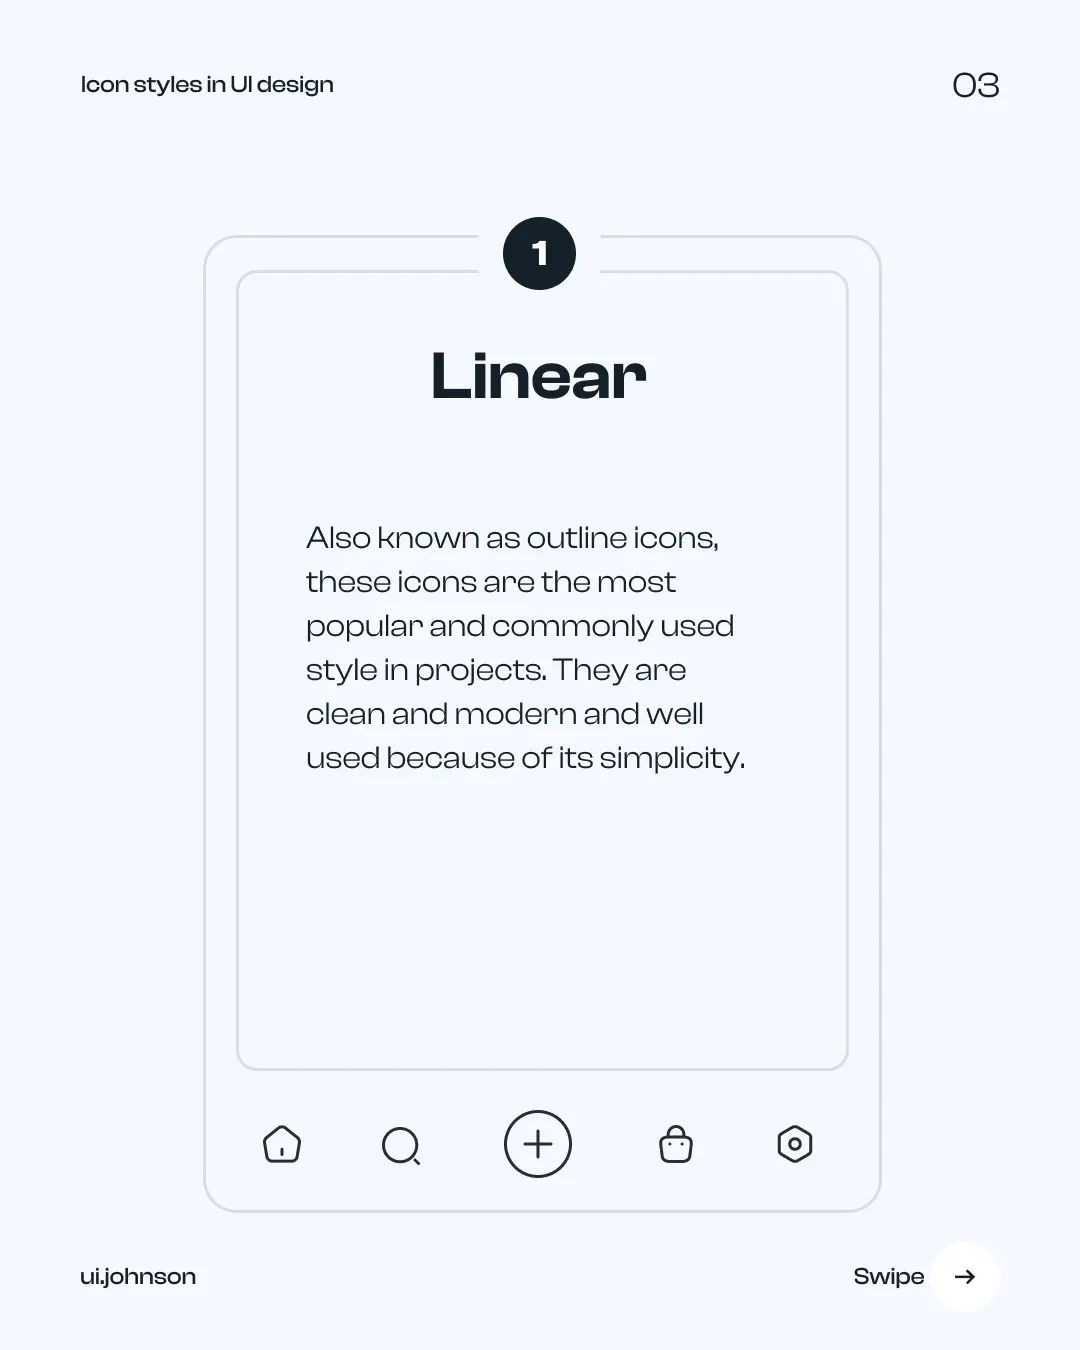 Icon styles in UI design
03
1
Linear
Also known as outline icons,
these icons are the most
popular and commonly used
style in projects. They are
clean and modern and well
used because of its simplicity.
ui.johnson
Swipe